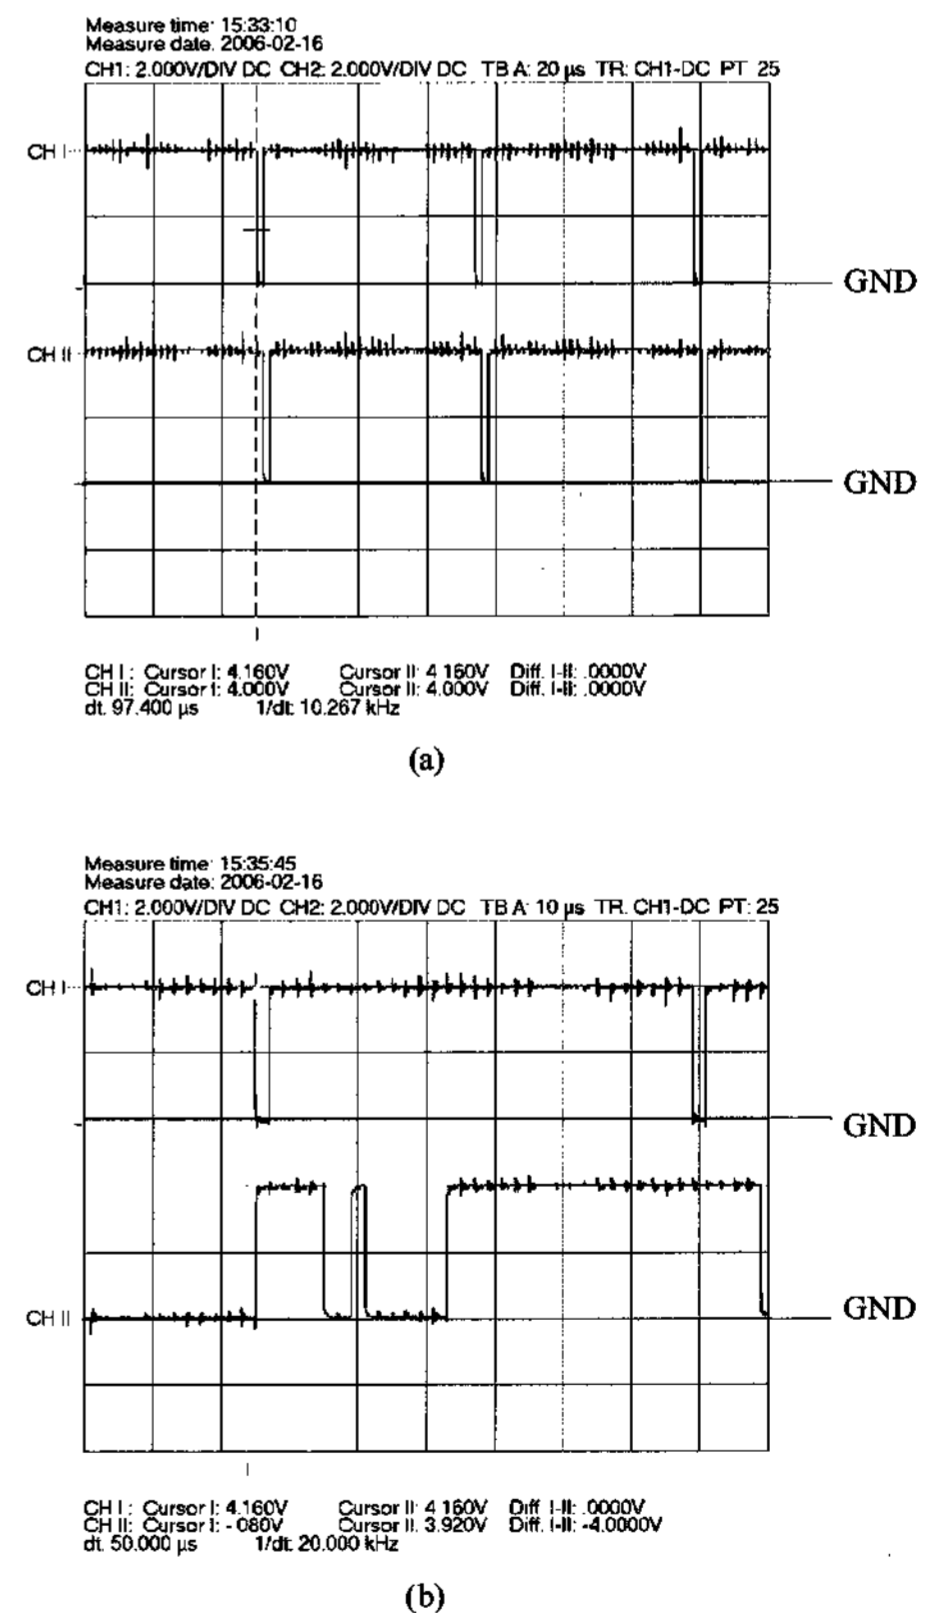 Measure time: 15:33:10
Measure date. 2006-02-16
CH1: 2.000V/DIV DC CH2: 2.000V/DIV DC TB A: 20 µs TR: CH1-DC PT 25
CH I
GND
CH II
GND
I
CH I : Cursor I: 4.160V Cursor II: 4 160V Diff. I-II: .0000V
CH II: Cursor I: 4.000V Cursor II: 4.000V Diff. I-II: .0000V
dt. 97.400 µs 1/dt: 10.267 kHz
(a)
Measure time: 15:35:45
Measure date: 2006-02-16
CH1: 2.000V/DIV DC CH2: 2.000V/DIV DC TB A: 10 µs TR. CH1-DC PT: 25
CH I
GND
CH II
GND
I
CH I : Cursor I: 4.160V Cursor II: 4 160V Diff. I-II: .0000V
CH II: Cursor I: -.080V Cursor II. 3.920V Diff. I-II: -4.0000V
dt. 50.000 µs 1/dt: 20.000 kHz
(b)